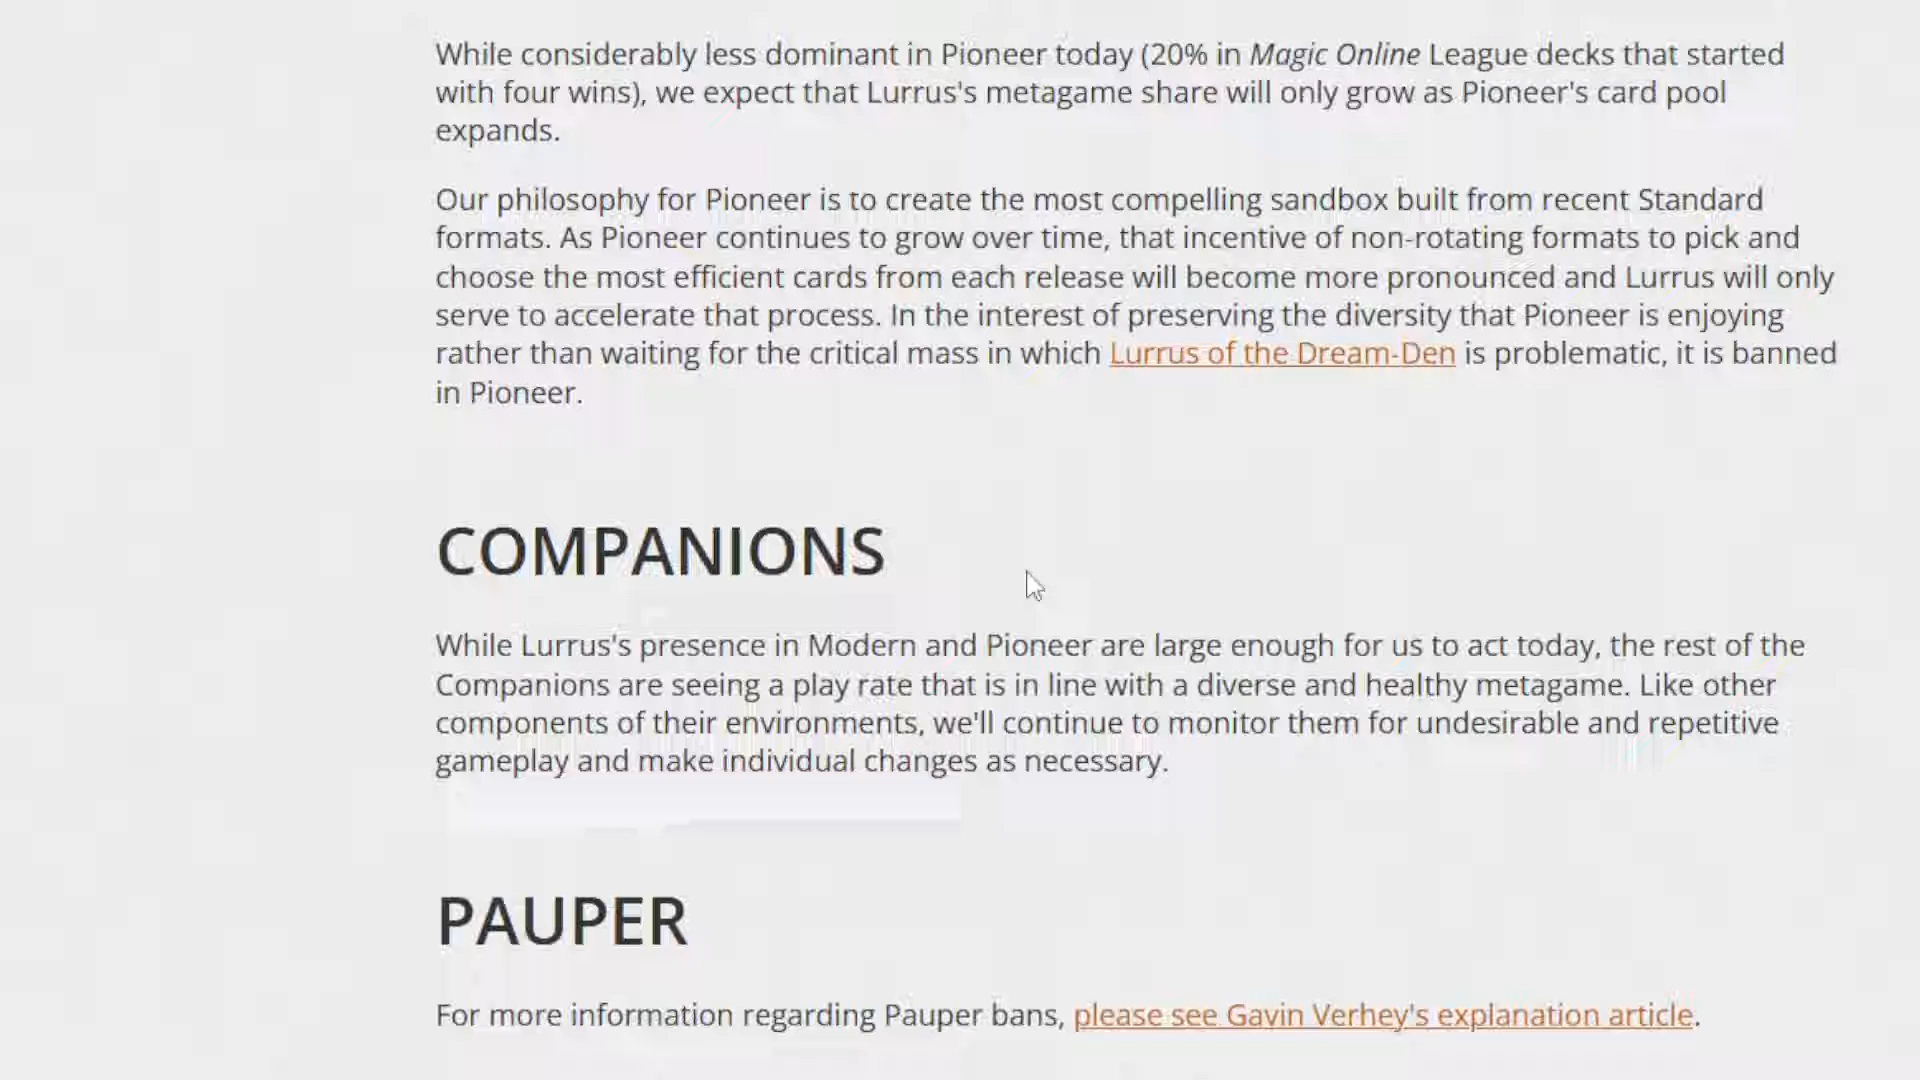 While considerably less dominant in Pioneer today (20% in Magic Online League decks that started
with four wins), we expect that Lurrus's metagame share will only grow as Pioneer's card pool
expands.
Our philosophy for Pioneer is to create the most compelling sandbox built from recent Standard
formats. As Pioneer continues to grow over time, that incentive of non-rotating formats to pick and
choose the most efficient cards from each release will become more pronounced and Lurrus will only
serve to accelerate that process. In the interest of preserving the diversity that Pioneer is enjoying
rather than waiting for the critical mass in which Lurrus of the Dream-Den is problematic, it is banned
in Pioneer.
COMPANIONS
While Lurrus's presence in Modern and Pioneer are large enough for us to act today, the rest of the
Companions are seeing a play rate that is in line with a diverse and healthy metagame. Like other
components of their environments, we'll continue to monitor them for undesirable and repetitive
gameplay and make individual changes as necessary.
PAUPER
For more information regarding Pauper bans, please see Gavin Verhey's explanation article.